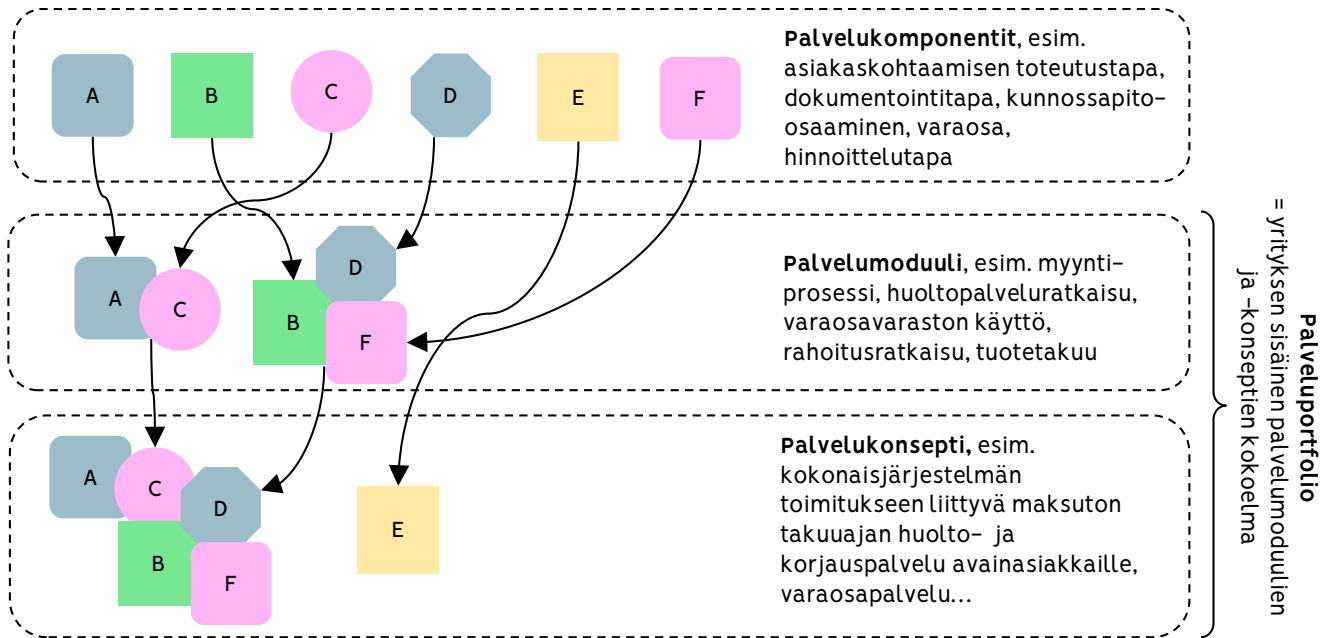 A
B
C
D
E
F
Palvelukomponentit, esim.
asiakaskohtaamisen toteutustapa,
dokumentointitapa, kunnossapito-
osaaminen, varaosa,
hinnoittelutapa
A
C
B
D
F
Palvelumoduuli, esim. myynti-
prosessi, huoltopalveluratkaisu,
varaosavaraston käyttö,
rahoitusratkaisu, tuotetakuu
A
C
D
B
F
E
Palvelukonsepti, esim.
kokonaisjärjestelmän
toimitukseen liittyvä maksuton
takuuajan huolto- ja
korjauspalvelu avainasiakkaille,
varaosapalvelu...
Palveluportfolio
= yrityksen sisäinen palvelumoduulien
ja -konseptien kokoelma